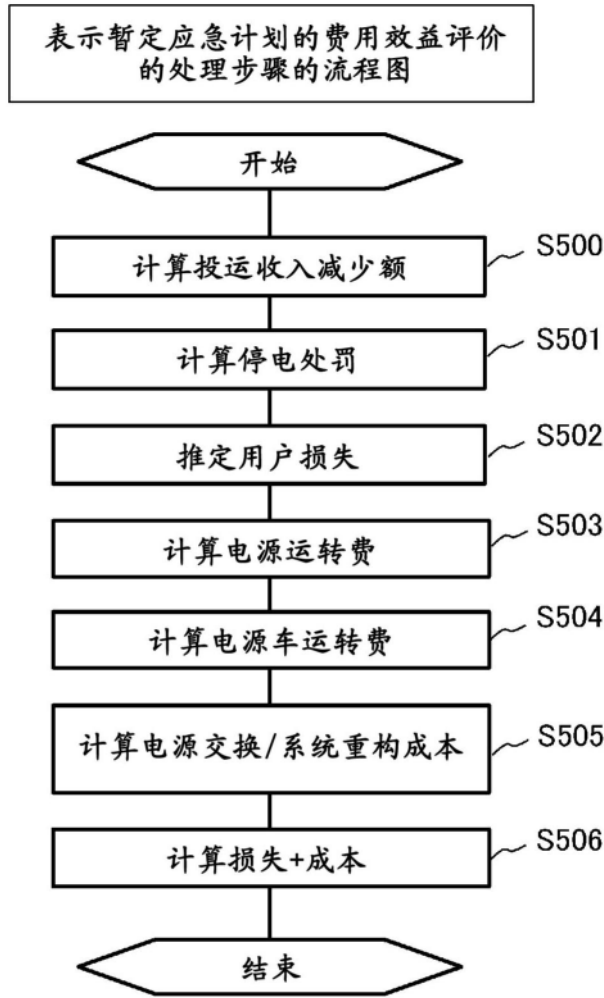 表示暂定应急计划的费用效益评价
的处理步骤的流程图
开始
计算投运收入减少额
S500
计算停电处罚
S501
推定用户损失
S502
计算电源运转费
S503
计算电源车运转费
S504
计算电源交换/系统重构成本
S505
计算损失+成本
S506
结束